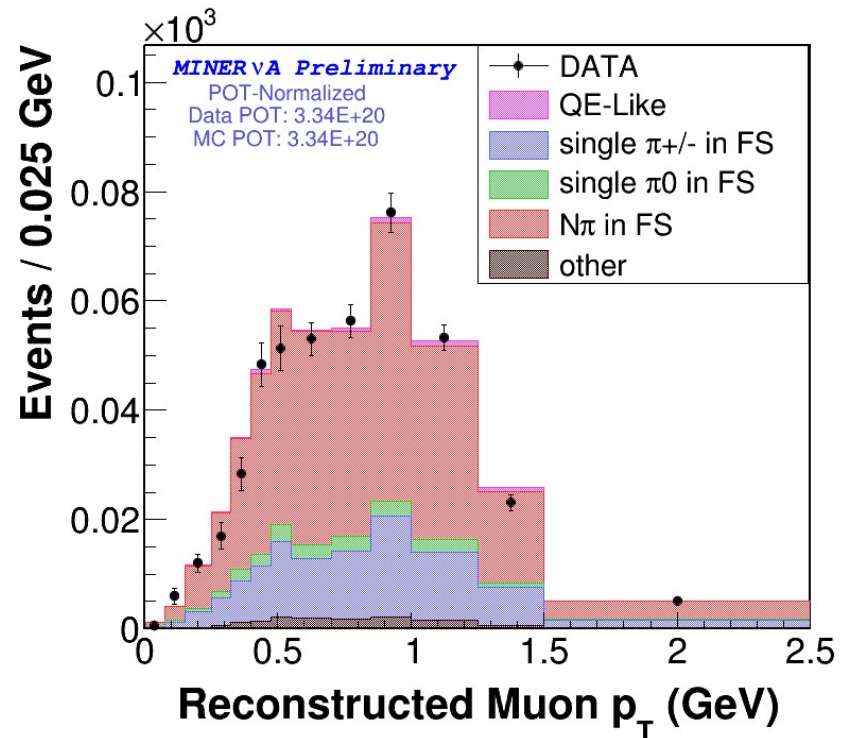 ×10³
Events / 0.025 GeV
0.1
0.08
0.06
0.04
0.02
0
MINERνA Preliminary
POT-Normalized
Data POT: 3.34E+20
MC POT: 3.34E+20
DATA
QE-Like
single π+/- in FS
single π0 in FS
Nπ in FS
other
0 0.5 1 1.5 2 2.5
Reconstructed Muon p_T (GeV)